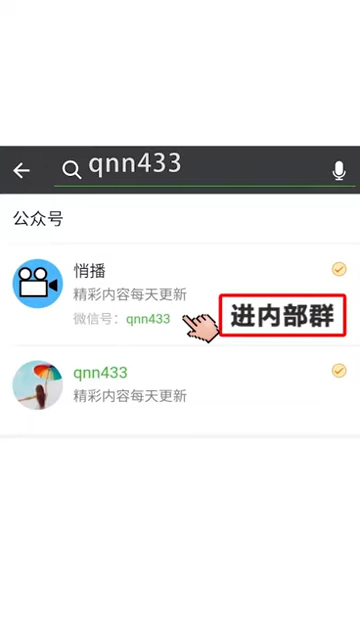 qnn433
公众号
悄播
精彩内容每天更新
微信号: qnn433
进内部群
qnn433
精彩内容每天更新